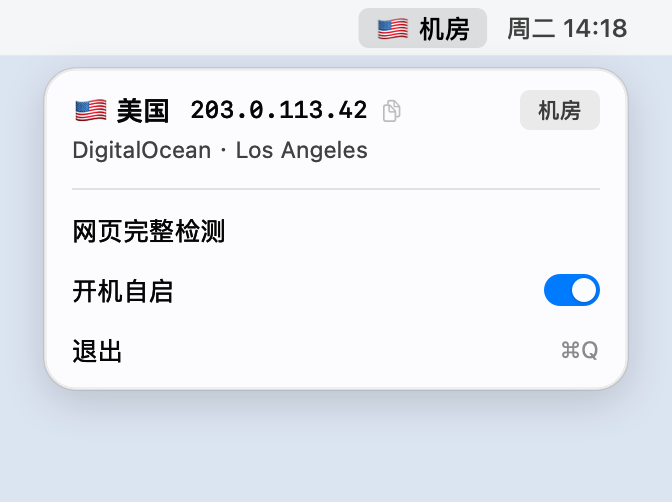 🇺🇸 机房 周二 14:18
🇺🇸 美国 203.0.113.42 机房
DigitalOcean · Los Angeles
网页完整检测
开机自启
退出 ⌘Q